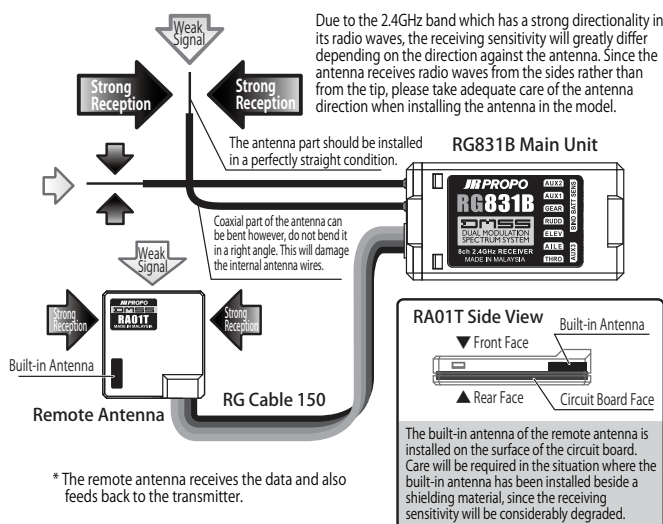 Due to the 2.4GHz band which has a strong directionality in
its radio waves, the receiving sensitivity will greatly differ
depending on the direction against the antenna. Since the
antenna receives radio waves from the sides rather than
from the tip, please take adequate care of the antenna
direction when installing the antenna in the model.
Weak
Signal
Strong
Reception
Strong
Reception
The antenna part should be installed
in a perfectly straight condition.
RG831B Main Unit
JR PROPO
RG831B
DMSS
DUAL MODULATION
SPECTRUM SYSTEM
8ch 2.4GHz RECEIVER
MADE IN MALAYSIA
AUX2
AUX1
GEAR
RUDD
ELEV
AILE
THRO
BIND BATT SENS
AUX3
Coaxial part of the antenna can
be bent however, do not bend it
in a right angle. This will damage
the internal antenna wires.
Weak
Signal
Strong
Reception
Strong
Reception
JR PROPO
DMSS
RA01T
MADE IN MALAYSIA
Built-in Antenna
Remote Antenna
RG Cable 150
* The remote antenna receives the data and also
feeds back to the transmitter.
RA01T Side View
Built-in Antenna
▼ Front Face
▲ Rear Face
Circuit Board Face
The built-in antenna of the remote antenna is
installed on the surface of the circuit board.
Care will be required in the situation where the
built-in antenna has been installed beside a
shielding material, since the receiving
sensitivity will be considerably degraded.